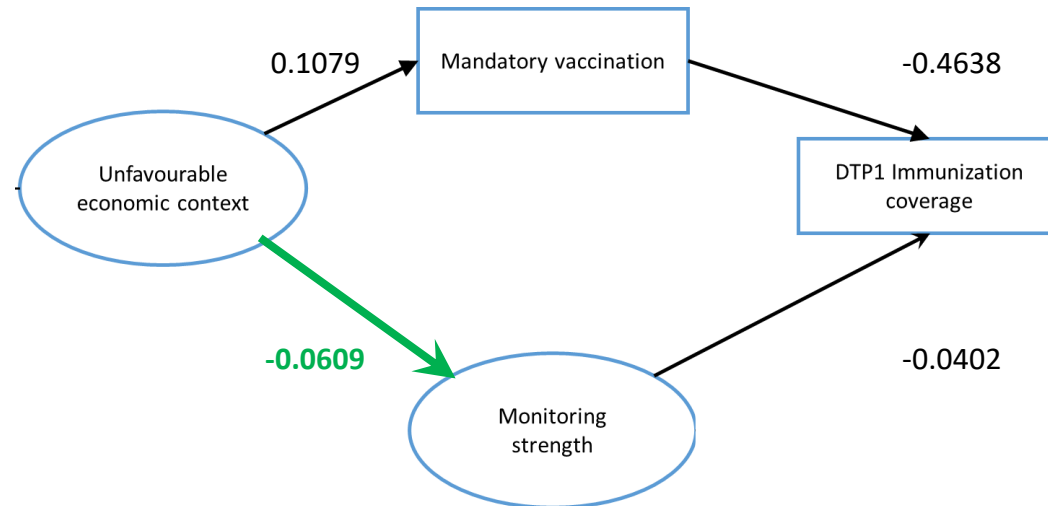 0.1079
Mandatory vaccination
-0.4638
Unfavourable
economic context
DTP1 Immunization
coverage
-0.0609
-0.0402
Monitoring
strength